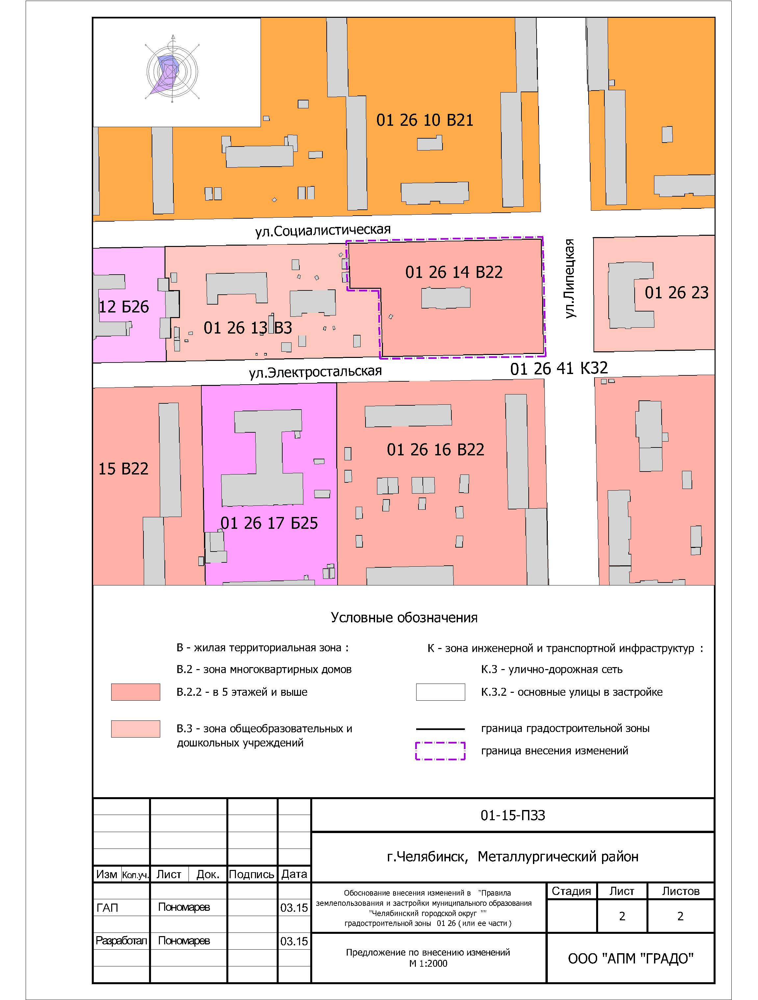 01 26 10 В21
ул.Социалистическая
ул.Липецкая
01 26 14 В22
01 26 23
12 Б26
01 26 13 В3
ул.Электростальская
01 26 41 К32
01 26 16 В22
15 В22
01 26 17 Б25
Условные обозначения
В - жилая территориальная зона :
В.2 - зона многоквартирных домов
В.2.2 - в 5 этажей и выше
В.3 - зона общеобразовательных и
дошкольных учреждений
К - зона инженерной и транспортной инфраструктур :
К.3 - улично-дорожная сеть
К.3.2 - основные улицы в застройке
граница градостроительной зоны
граница внесения изменений
01-15-ПЗЗ
г.Челябинск, Металлургический район
Изм Кол.уч. Лист Док. Подпись Дата
Обоснование внесения изменений в "Правила
землепользования и застройки муниципального образования
"Челябинский городской округ ""
градостроительной зоны 01 26 ( или ее части )
Стадия Лист Листов
2 2
ГАП Пономарев 03.15
Разработал Пономарев 03.15
Предложение по внесению изменений
М 1:2000
ООО "АПМ "ГРАДО"